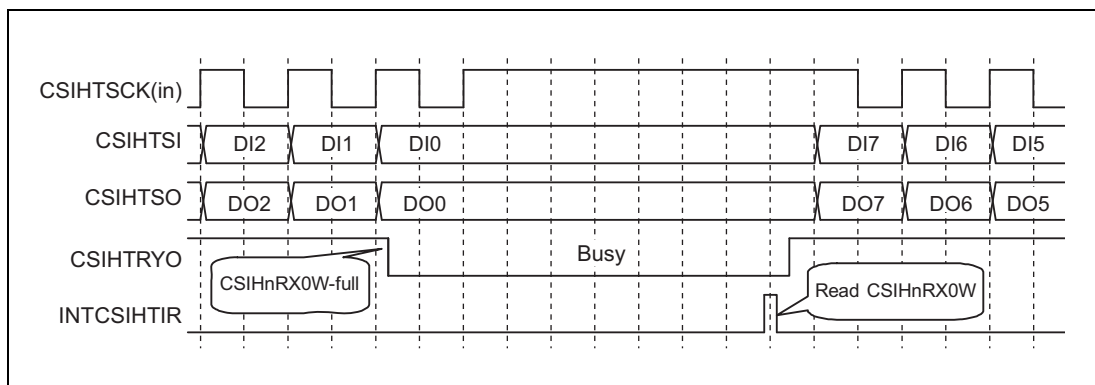 CSIHTSCK(in)
CSIHTSI DI2 DI1 DI0 DI7 DI6 DI5
CSIHTSO DO2 DO1 DO0 DO7 DO6 DO5
CSIHTRYO Busy
CSIHnRX0W-full
Read CSIHnRX0W
INTCSIHTIR